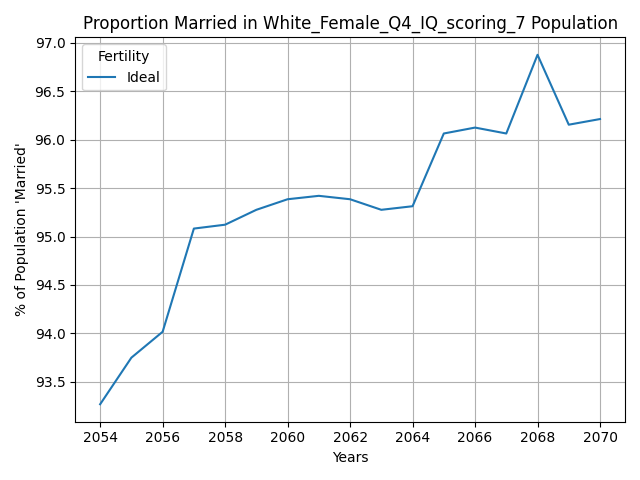 Proportion Married in White_Female_Q4_IQ_scoring_7 Population
% of Population 'Married'
97.0
96.5
96.0
95.5
95.0
94.5
94.0
93.5
Fertility
Ideal
2054 2056 2058 2060 2062 2064 2066 2068 2070
Years